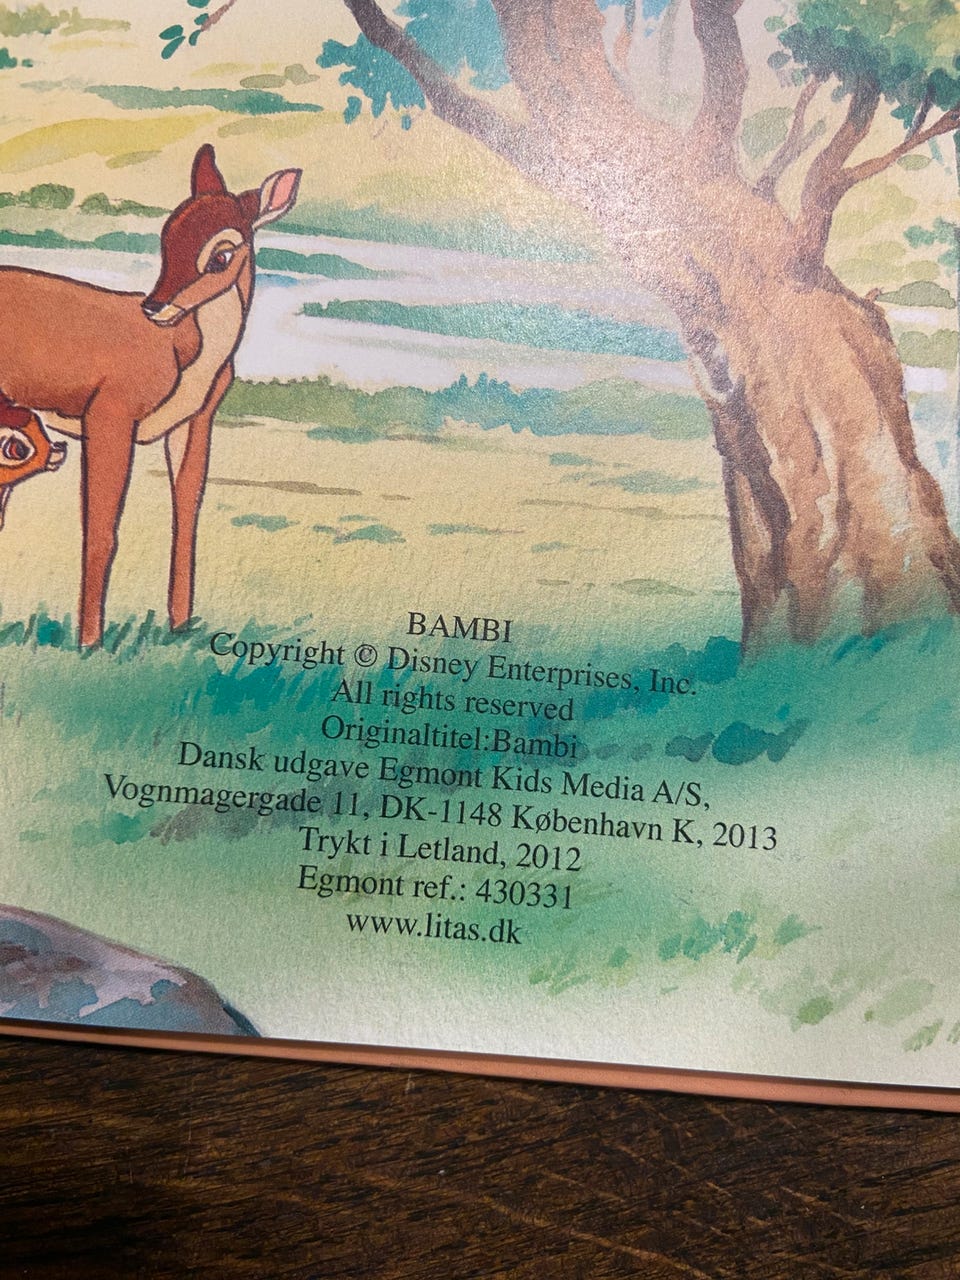 BAMBI
Copyright © Disney Enterprises, Inc.
All rights reserved
Originaltitel:Bambi
Dansk udgave Egmont Kids Media A/S,
Vognmagergade 11, DK-1148 København K, 2013
Trykt i Letland, 2012
Egmont ref.: 430331
www.litas.dk